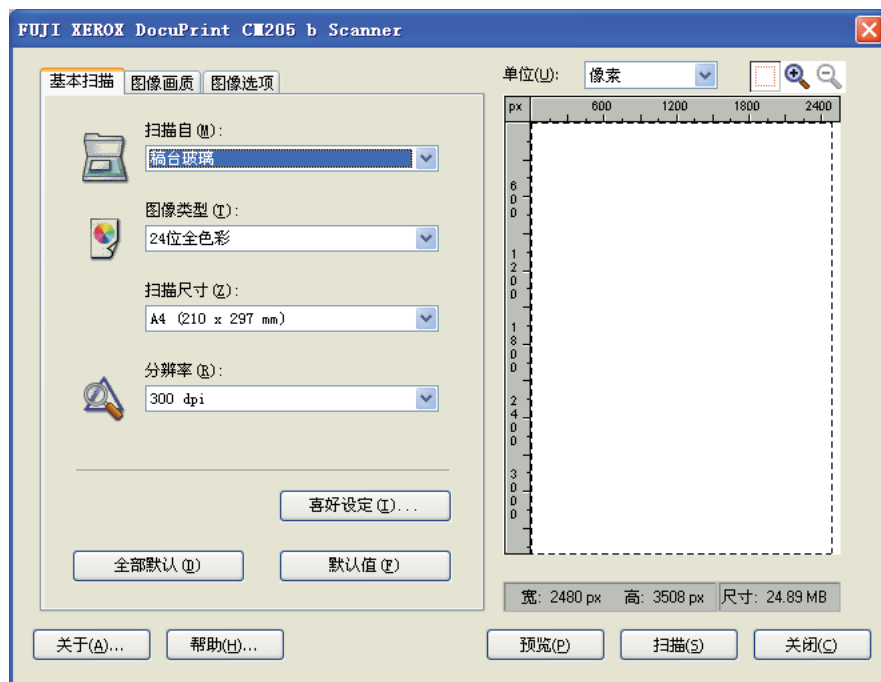 FUJI XEROX DocuPrint CM205 b Scanner
基本扫描 图像画质 图像选项
扫描自(M):
稿台玻璃
图像类型(T):
24位全色彩
扫描尺寸(Z):
A4 (210 x 297 mm)
分辨率(R):
300 dpi
喜好设定(I)...
全部默认(D) 默认值(F)
单位(U): 像素
px 600 1200 1800 2400
600
1200
1800
2400
3000
宽: 2480 px 高: 3508 px 尺寸: 24.89 MB
关于(A)... 帮助(H)... 预览(P) 扫描(S) 关闭(C)